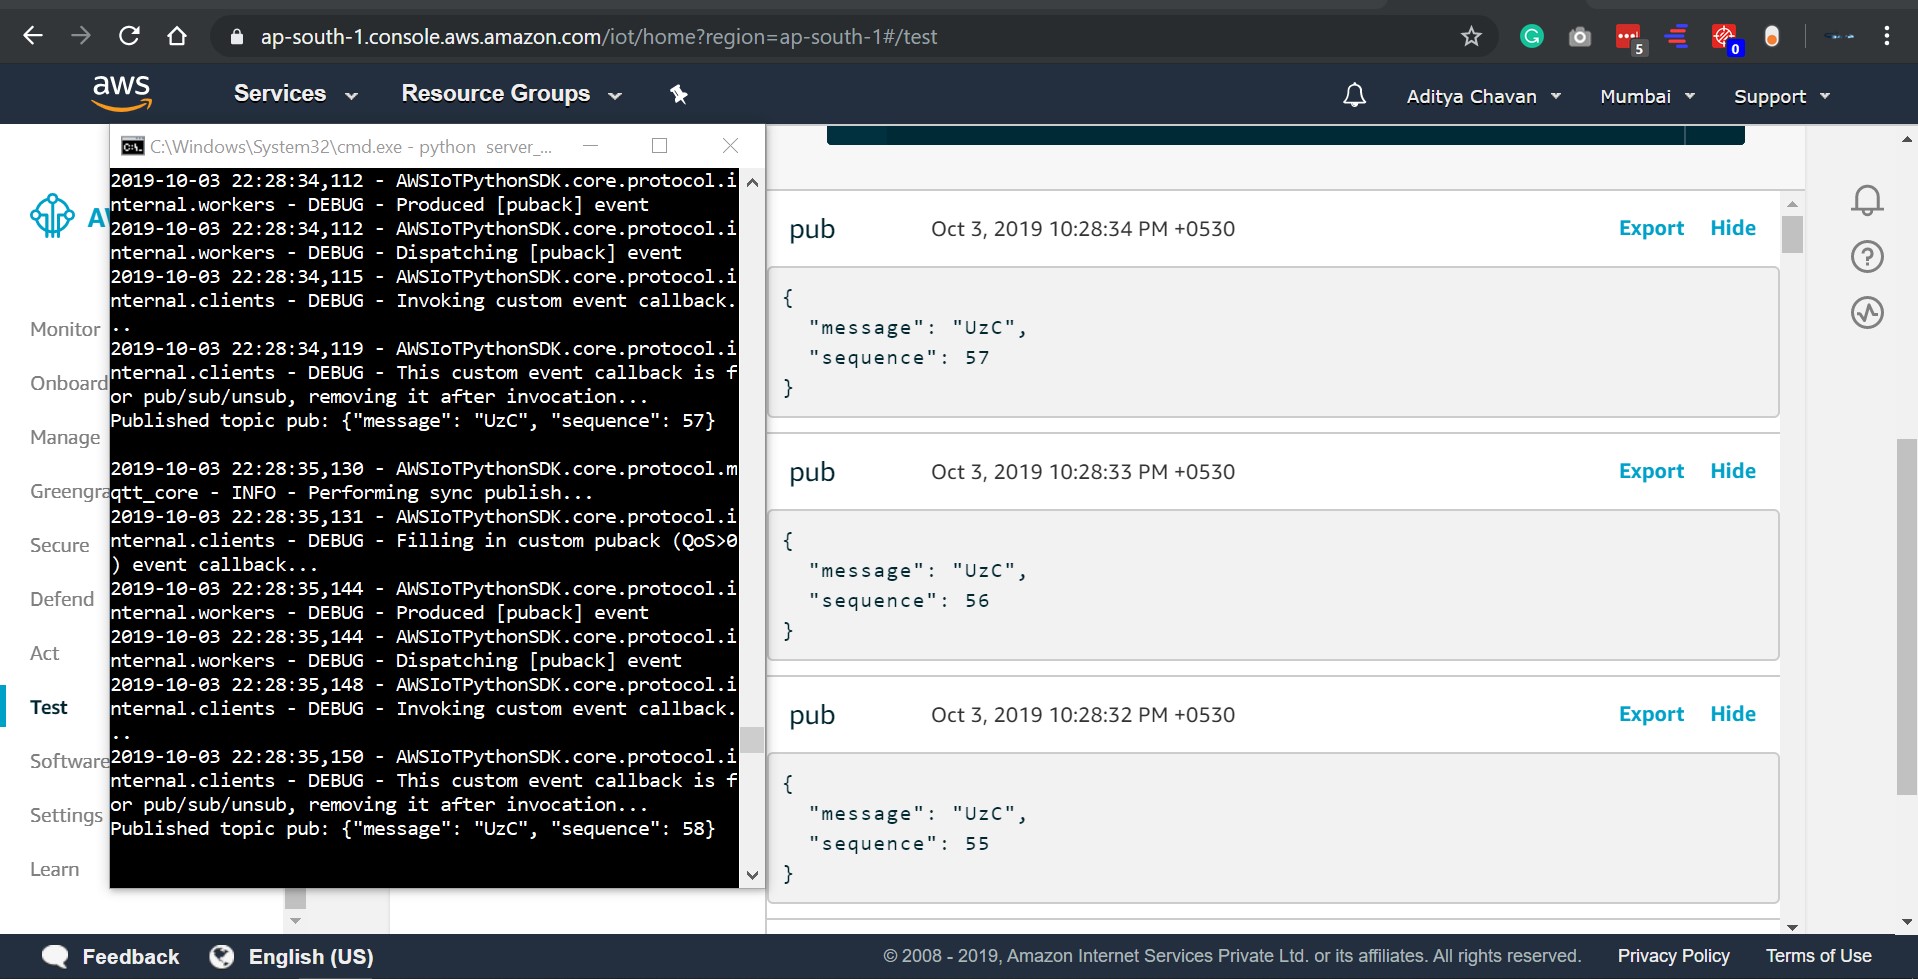 ap-south-1.console.aws.amazon.com/iot/home?region=ap-south-1#/test
5
0
aws
Services
Resource Groups
Aditya Chavan
Mumbai
Support
C:\Windows\System32\cmd.exe - python  server_...
2019-10-03 22:28:34,112 - AWSIoTPythonSDK.core.protocol.i
nternal.workers - DEBUG - Produced [puback] event
2019-10-03 22:28:34,112 - AWSIoTPythonSDK.core.protocol.i
nternal.workers - DEBUG - Dispatching [puback] event
2019-10-03 22:28:34,115 - AWSIoTPythonSDK.core.protocol.i
nternal.clients - DEBUG - Invoking custom event callback.
..
2019-10-03 22:28:34,119 - AWSIoTPythonSDK.core.protocol.i
nternal.clients - DEBUG - This custom event callback is f
or pub/sub/unsub, removing it after invocation...
Published topic pub: {"message": "UzC", "sequence": 57}
2019-10-03 22:28:35,130 - AWSIoTPythonSDK.core.protocol.m
qtt_core - INFO - Performing sync publish...
2019-10-03 22:28:35,131 - AWSIoTPythonSDK.core.protocol.i
nternal.clients - DEBUG - Filling in custom puback (QoS>0
) event callback...
2019-10-03 22:28:35,144 - AWSIoTPythonSDK.core.protocol.i
nternal.workers - DEBUG - Produced [puback] event
2019-10-03 22:28:35,144 - AWSIoTPythonSDK.core.protocol.i
nternal.workers - DEBUG - Dispatching [puback] event
2019-10-03 22:28:35,148 - AWSIoTPythonSDK.core.protocol.i
nternal.clients - DEBUG - Invoking custom event callback.
..
2019-10-03 22:28:35,150 - AWSIoTPythonSDK.core.protocol.i
nternal.clients - DEBUG - This custom event callback is f
or pub/sub/unsub, removing it after invocation...
Published topic pub: {"message": "UzC", "sequence": 58}
Monitor
Onboard
Manage
Greengra
Secure
Defend
Act
Test
Software
Settings
Learn
pub Oct 3, 2019 10:28:34 PM +0530 Export Hide
{
"message": "UzC",
"sequence": 57
}
pub Oct 3, 2019 10:28:33 PM +0530 Export Hide
{
"message": "UzC",
"sequence": 56
}
pub Oct 3, 2019 10:28:32 PM +0530 Export Hide
{
"message": "UzC",
"sequence": 55
}
Feedback
English (US)
© 2008 - 2019, Amazon Internet Services Private Ltd. or its affiliates. All rights reserved.
Privacy Policy
Terms of Use